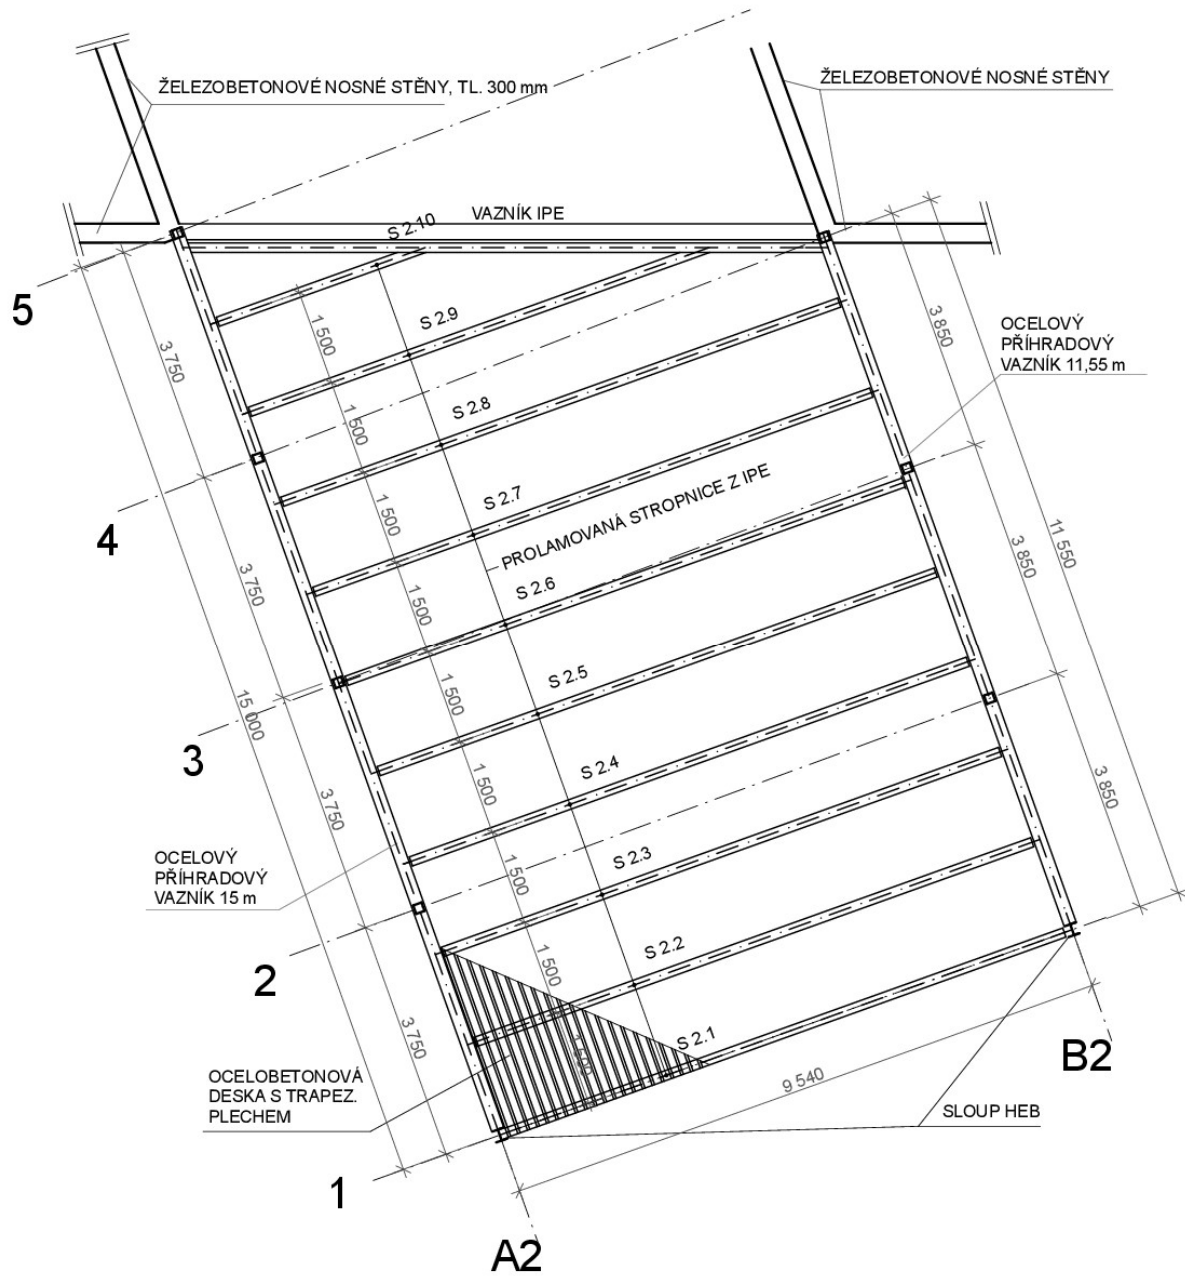 ŽELEZOBETONOVÉ NOSNÉ STĚNY, TL. 300 mm
ŽELEZOBETONOVÉ NOSNÉ STĚNY
VAZNÍK IPE
S 2.10
5
3 750
1 500
S 2.9
3 850
OCELOVÝ
PŘÍHRADOVÝ
VAZNÍK 11,55 m
1 500
S 2.8
4
1 500
S 2.7
PROLAMOVANÁ STROPNICE Z IPE
11 550
3 850
3 750
1 500
S 2.6
15 000
3
1 500
S 2.5
3 750
1 500
S 2.4
3 850
OCELOVÝ
PŘÍHRADOVÝ
VAZNÍK 15 m
1 500
S 2.3
2
1 500
S 2.2
3 750
1 500
S 2.1
OCELOBETONOVÁ
DESKA S TRAPEZ.
PLECHEM
9 540
B2
SLOUP HEB
1
A2